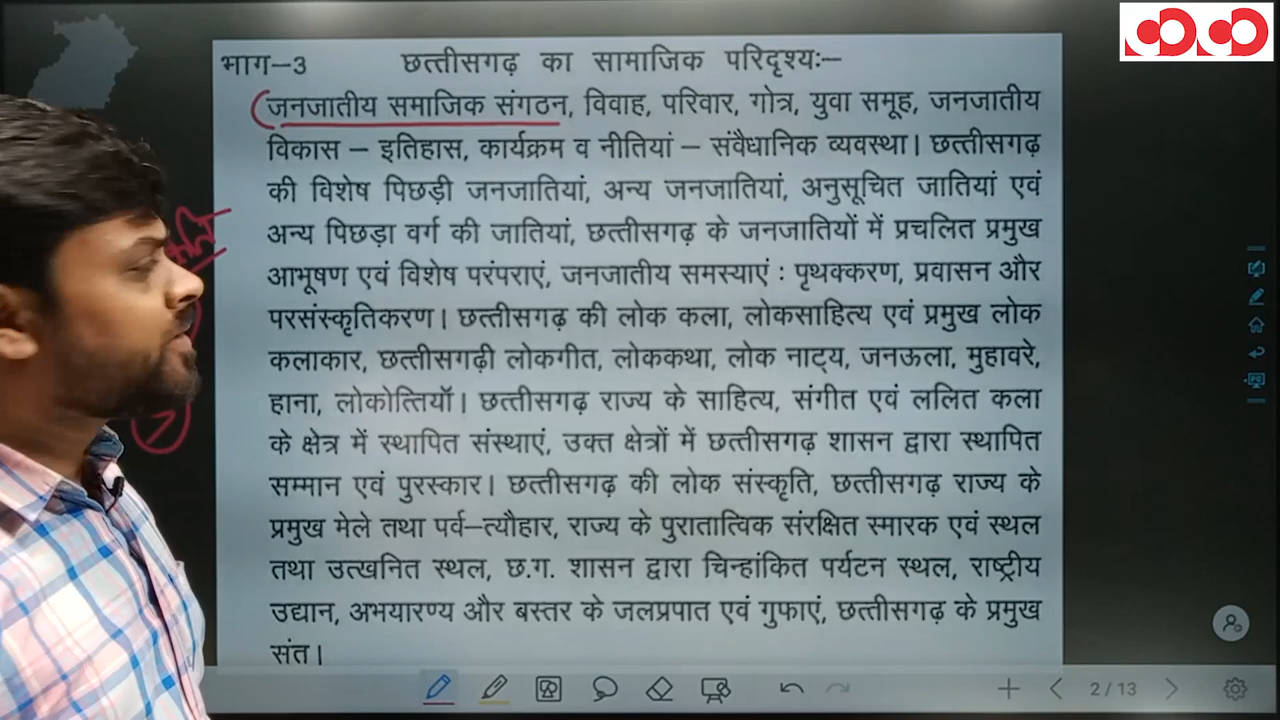 भाग–3 छत्तीसगढ़ का सामाजिक परिदृश्यः–
जनजातीय समाजिक संगठन, विवाह, परिवार, गोत्र, युवा समूह, जनजातीय
विकास – इतिहास, कार्यक्रम व नीतियां – संवैधानिक व्यवस्था। छत्तीसगढ़
की विशेष पिछड़ी जनजातियां, अन्य जनजातियां, अनुसूचित जातियां एवं
अन्य पिछड़ा वर्ग की जातियां, छत्तीसगढ़ के जनजातियों में प्रचलित प्रमुख
आभूषण एवं विशेष परंपराएं, जनजातीय समस्याएं : पृथक्करण, प्रवासन और
परसंस्कृतिकरण। छत्तीसगढ़ की लोक कला, लोकसाहित्य एवं प्रमुख लोक
कलाकार, छत्तीसगढ़ी लोकगीत, लोककथा, लोक नाट्य, जनऊला, मुहावरे,
हाना, लोकोत्तियॉ। छत्तीसगढ़ राज्य के साहित्य, संगीत एवं ललित कला
के क्षेत्र में स्थापित संस्थाएं, उक्त क्षेत्रों में छत्तीसगढ़ शासन द्वारा स्थापित
सम्मान एवं पुरस्कार। छत्तीसगढ़ की लोक संस्कृति, छत्तीसगढ़ राज्य के
प्रमुख मेले तथा पर्व–त्यौहार, राज्य के पुरातात्विक संरक्षित स्मारक एवं स्थल
तथा उत्खनित स्थल, छ.ग. शासन द्वारा चिन्हांकित पर्यटन स्थल, राष्ट्रीय
उद्यान, अभयारण्य और बस्तर के जलप्रपात एवं गुफाएं, छत्तीसगढ़ के प्रमुख
संत।
2 / 13